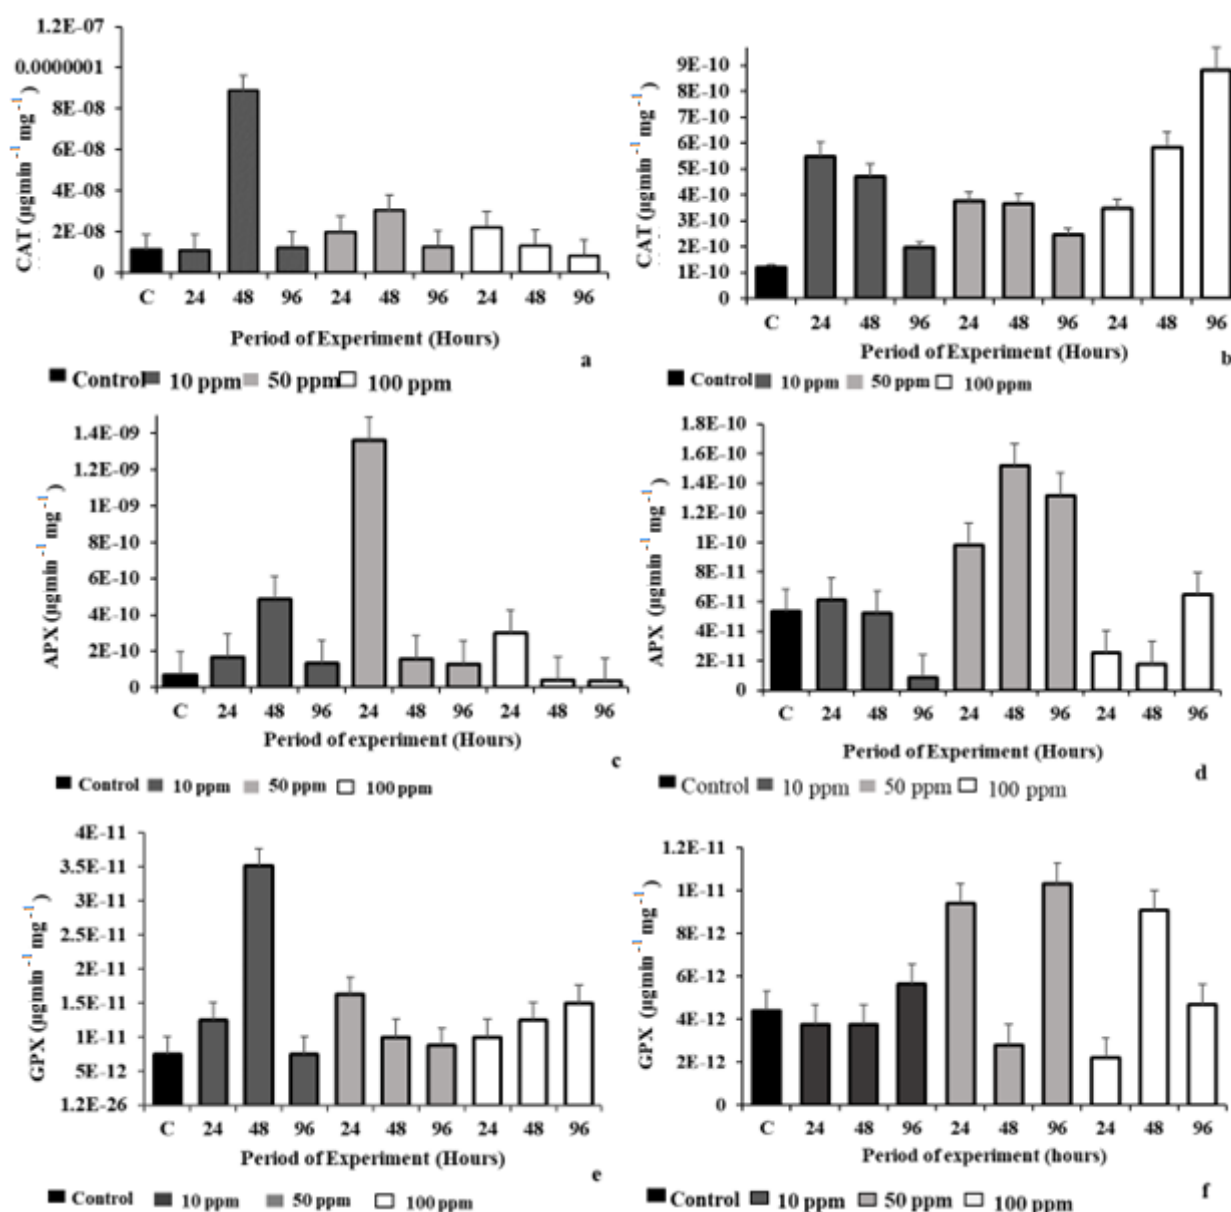 CAT (µgmin⁻¹ mg⁻¹)
1.2E-07
0.0000001
8E-08
6E-08
4E-08
2E-08
0
C 24 48 96 24 48 96 24 48 96
Period of Experiment (Hours)
a
Control 10 ppm 50 ppm 100 ppm
CAT (µgmin⁻¹ mg⁻¹)
9E-10
8E-10
7E-10
6E-10
5E-10
4E-10
3E-10
2E-10
1E-10
0
C 24 48 96 24 48 96 24 48 96
Period of Experiment (Hours)
b
Control 10 ppm 50 ppm 100 ppm
APX (µgmin⁻¹ mg⁻¹)
1.4E-09
1.2E-09
1E-09
8E-10
6E-10
4E-10
2E-10
0
C 24 48 96 24 48 96 24 48 96
Period of experiment (Hours)
c
Control 10 ppm 50 ppm 100 ppm
APX (µgmin⁻¹ mg⁻¹)
1.8E-10
1.6E-10
1.4E-10
1.2E-10
1E-10
8E-11
6E-11
4E-11
2E-11
0
C 24 48 96 24 48 96 24 48 96
Period of Experiment (Hours)
d
Control 10 ppm 50 ppm 100 ppm
GPX (µgmin⁻¹ mg⁻¹)
4E-11
3.5E-11
3E-11
2.5E-11
2E-11
1.5E-11
1E-11
5E-12
1.2E-26
C 24 48 96 24 48 96 24 48 96
Period of Experiment (Hours)
e
Control 10 ppm 50 ppm 100 ppm
GPX (µgmin⁻¹ mg⁻¹)
1.2E-11
1E-11
8E-12
6E-12
4E-12
2E-12
0
C 24 48 96 24 48 96 24 48 96
Period of experiment (hours)
f
Control 10 ppm 50 ppm 100 ppm